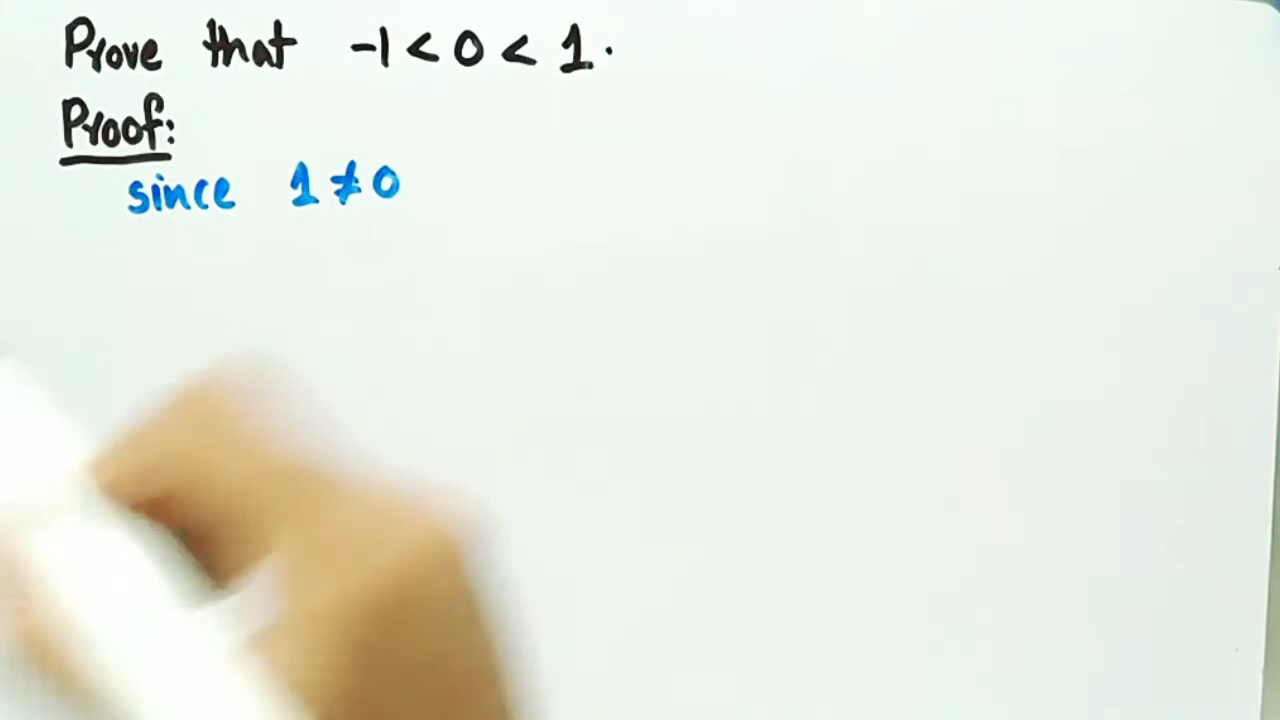 Prove that -1 < 0 < 1.
Proof:
since 1 ≠ 0